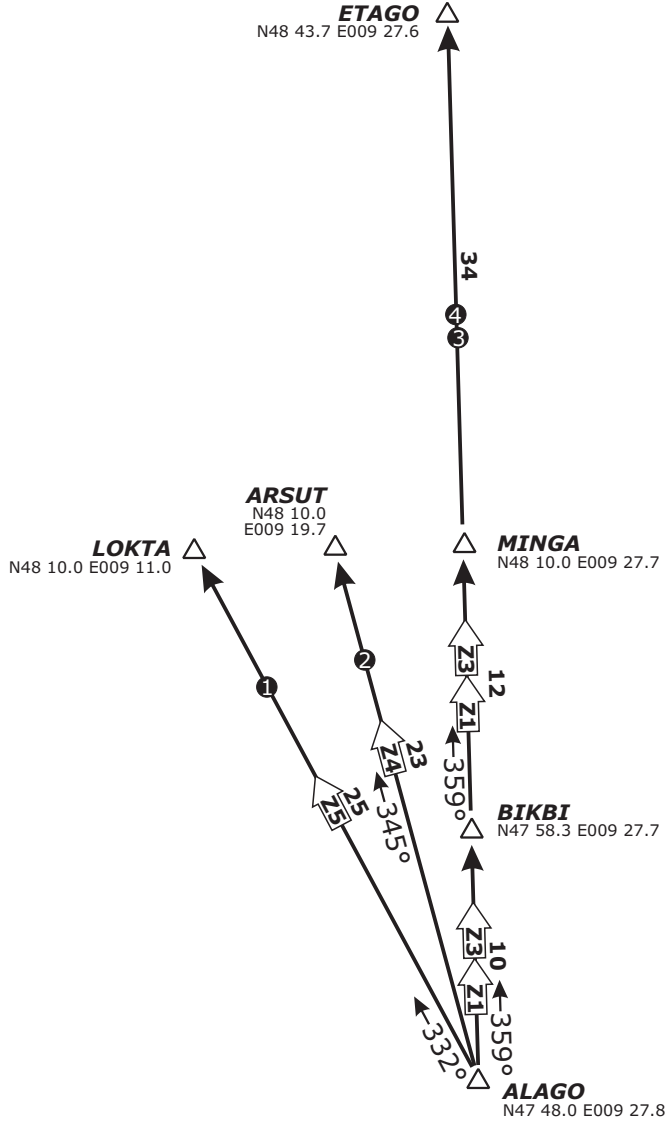 ETAGO
N48 43.7 E009 27.6
34
4
3
ARSUT
N48 10.0
E009 19.7
LOKTA
N48 10.0 E009 11.0
MINGA
N48 10.0 E009 27.7
1
2
Z3
12
Z1
359°
23
Z4
345°
25
Z5
BIKBI
N47 58.3 E009 27.7
Z3
10
Z1
359°
332°
ALAGO
N47 48.0 E009 27.8